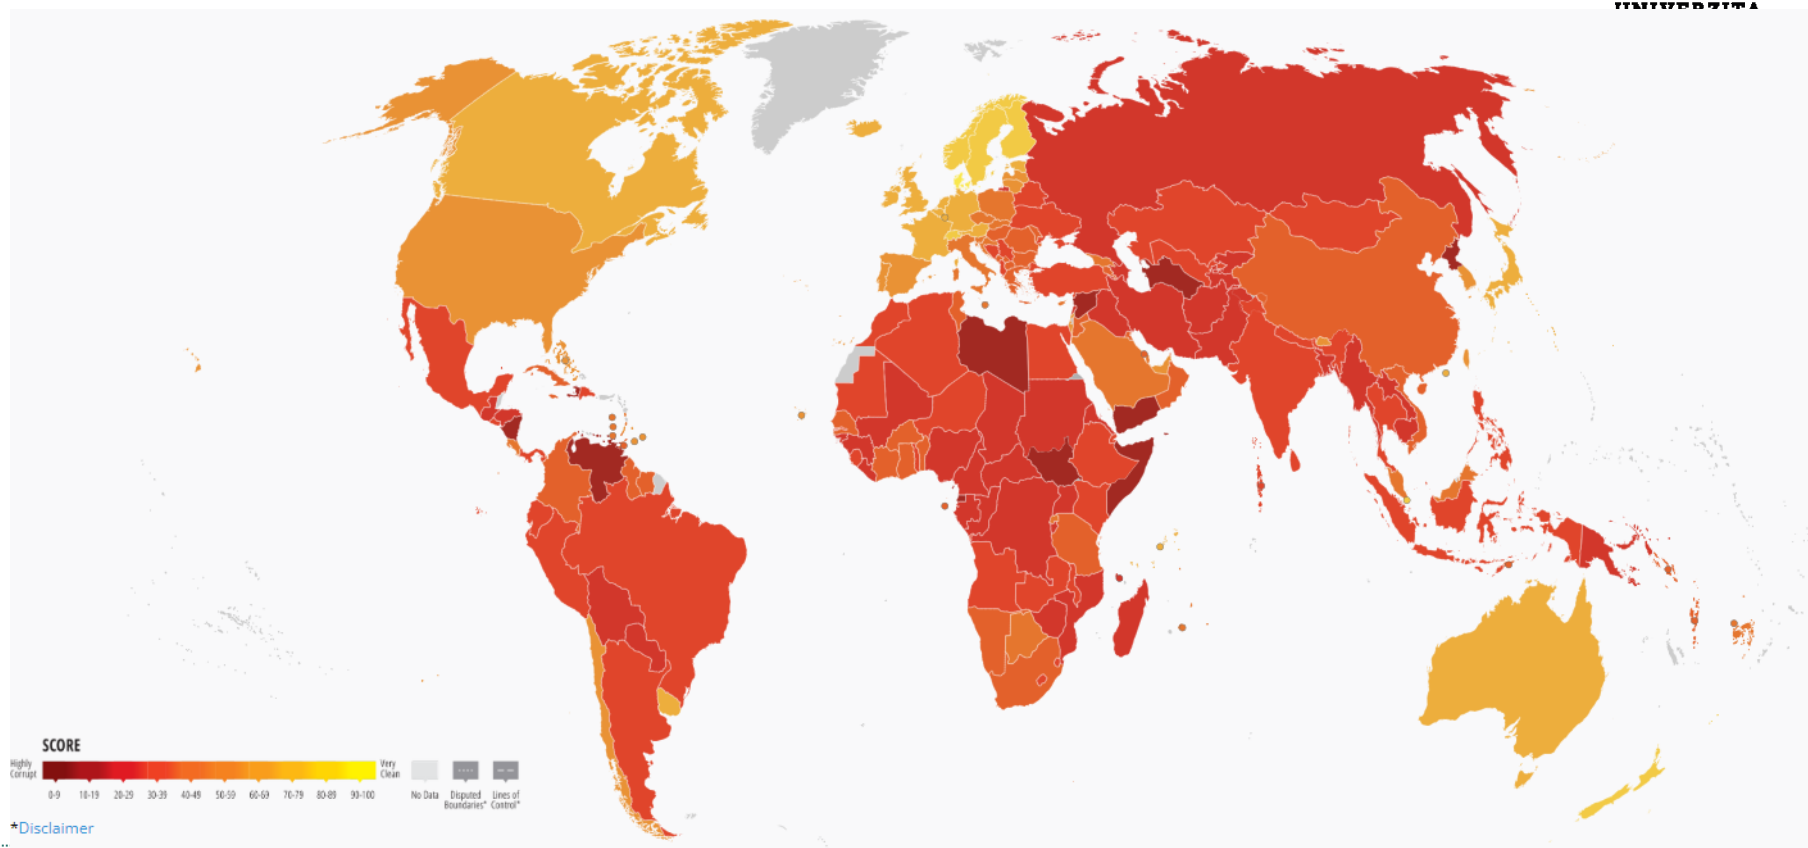 UNIVERZITA
SCORE
Highly
Corrupt
Very
Clean
0-9 10-19 20-29 30-39 40-49 50-59 60-69 70-79 80-89 90-100
No Data
Disputed
Boundaries*
Lines of
Control*
*Disclaimer